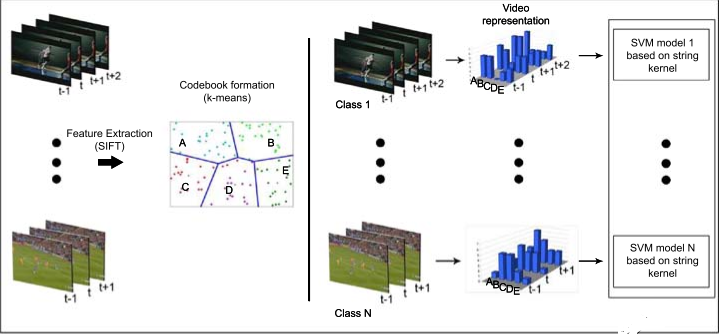 t-1 t t+1 t+2
Feature Extraction
(SIFT)
t-1 t t+1
Codebook formation
(k-means)
A B C D E
Class 1
t-1 t t+1 t+2
Class N
t-1 t t+1
Video
representation
ABCDE
t-1 t t+1 t+2
ABCDE
t-1 t t+1
SVM model 1
based on string
kernel
SVM model N
based on string
kernel